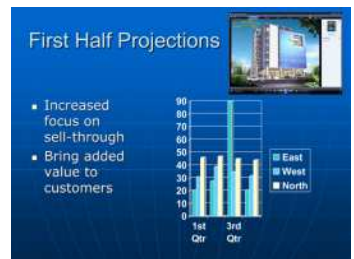 First Half Projections
Increased
focus on
sell-through
Bring added
value to
customers
90
80
70
60
50
40
30
20
10
0
1st
Qtr
3rd
Qtr
East
West
North